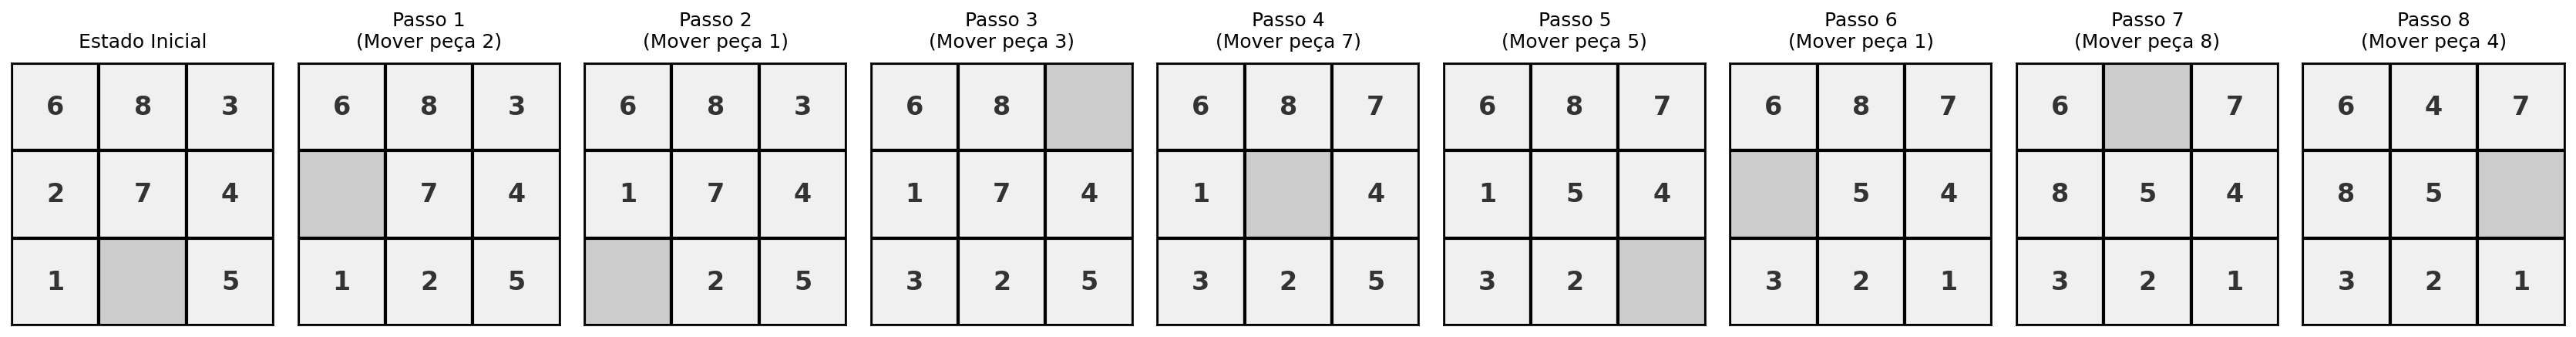 Estado Inicial
6 8 3
2 7 4
1 5
Passo 1
(Mover peça 2)
6 8 3
7 4
1 2 5
Passo 2
(Mover peça 1)
6 8 3
1 7 4
2 5
Passo 3
(Mover peça 3)
6 8
1 7 4
3 2 5
Passo 4
(Mover peça 7)
6 8 7
1 4
3 2 5
Passo 5
(Mover peça 5)
6 8 7
1 5 4
3 2
Passo 6
(Mover peça 1)
6 8 7
5 4
3 2 1
Passo 7
(Mover peça 8)
6 7
8 5 4
3 2 1
Passo 8
(Mover peça 4)
6 4 7
8 5
3 2 1